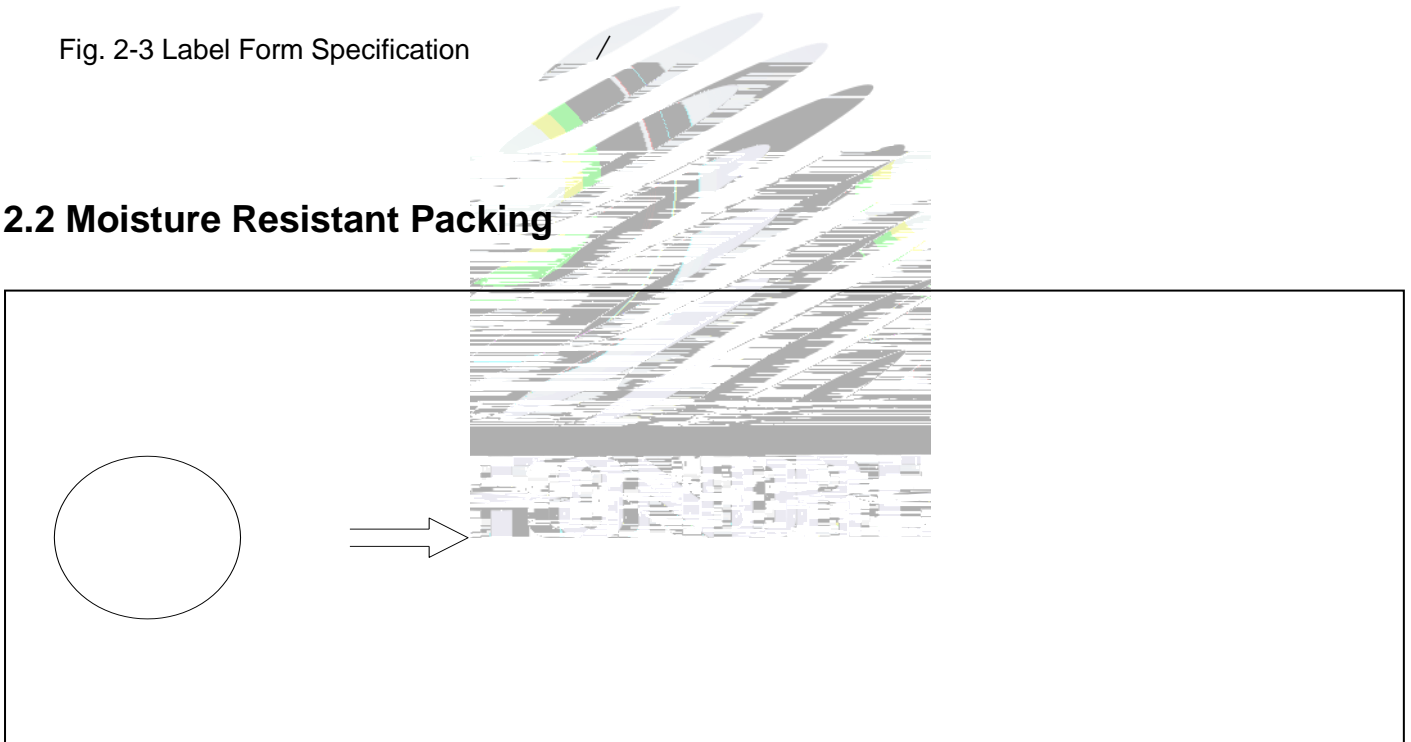 Fig. 2-3 Label Form Specification
2.2 Moisture Resistant Packing